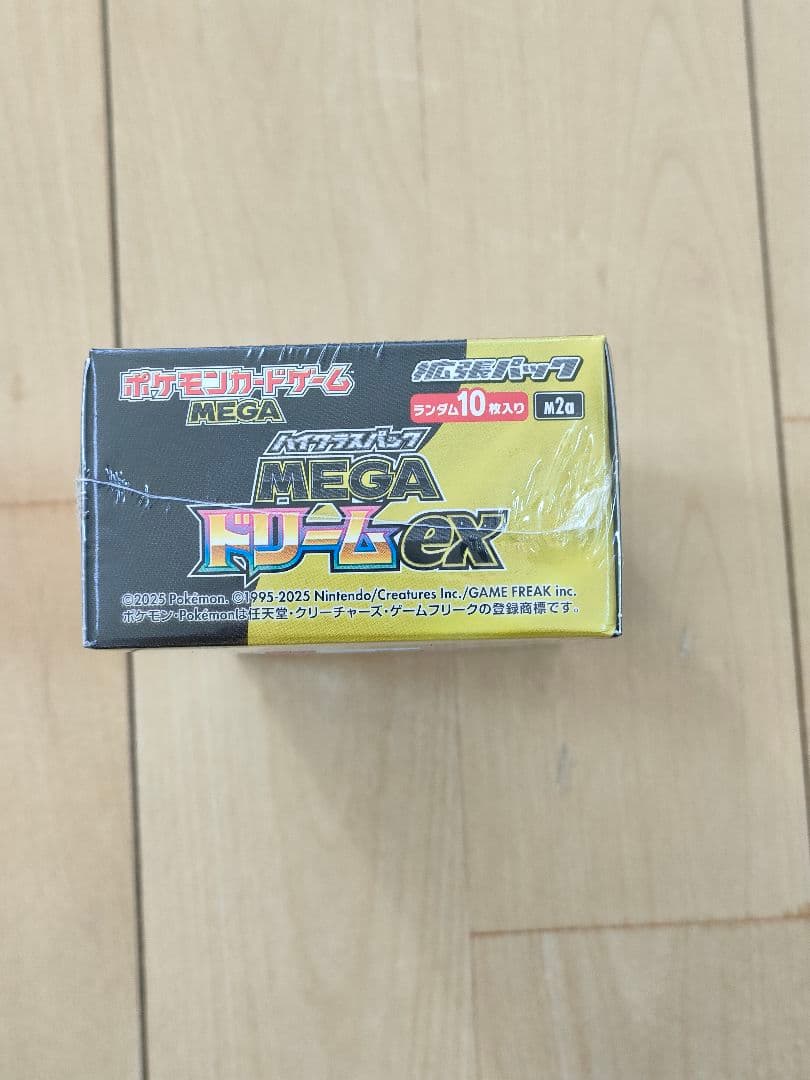 ポケモンカードゲーム
MEGA
拡張パック
ランダム10枚入り
M2a
ハイクラスパック
MEGA
ドリームex
©2025 Pokémon. ©1995-2025 Nintendo/Creatures Inc./GAME FREAK inc.
ポケモン・Pokémonは任天堂・クリーチャーズ・ゲームフリークの登録商標です。